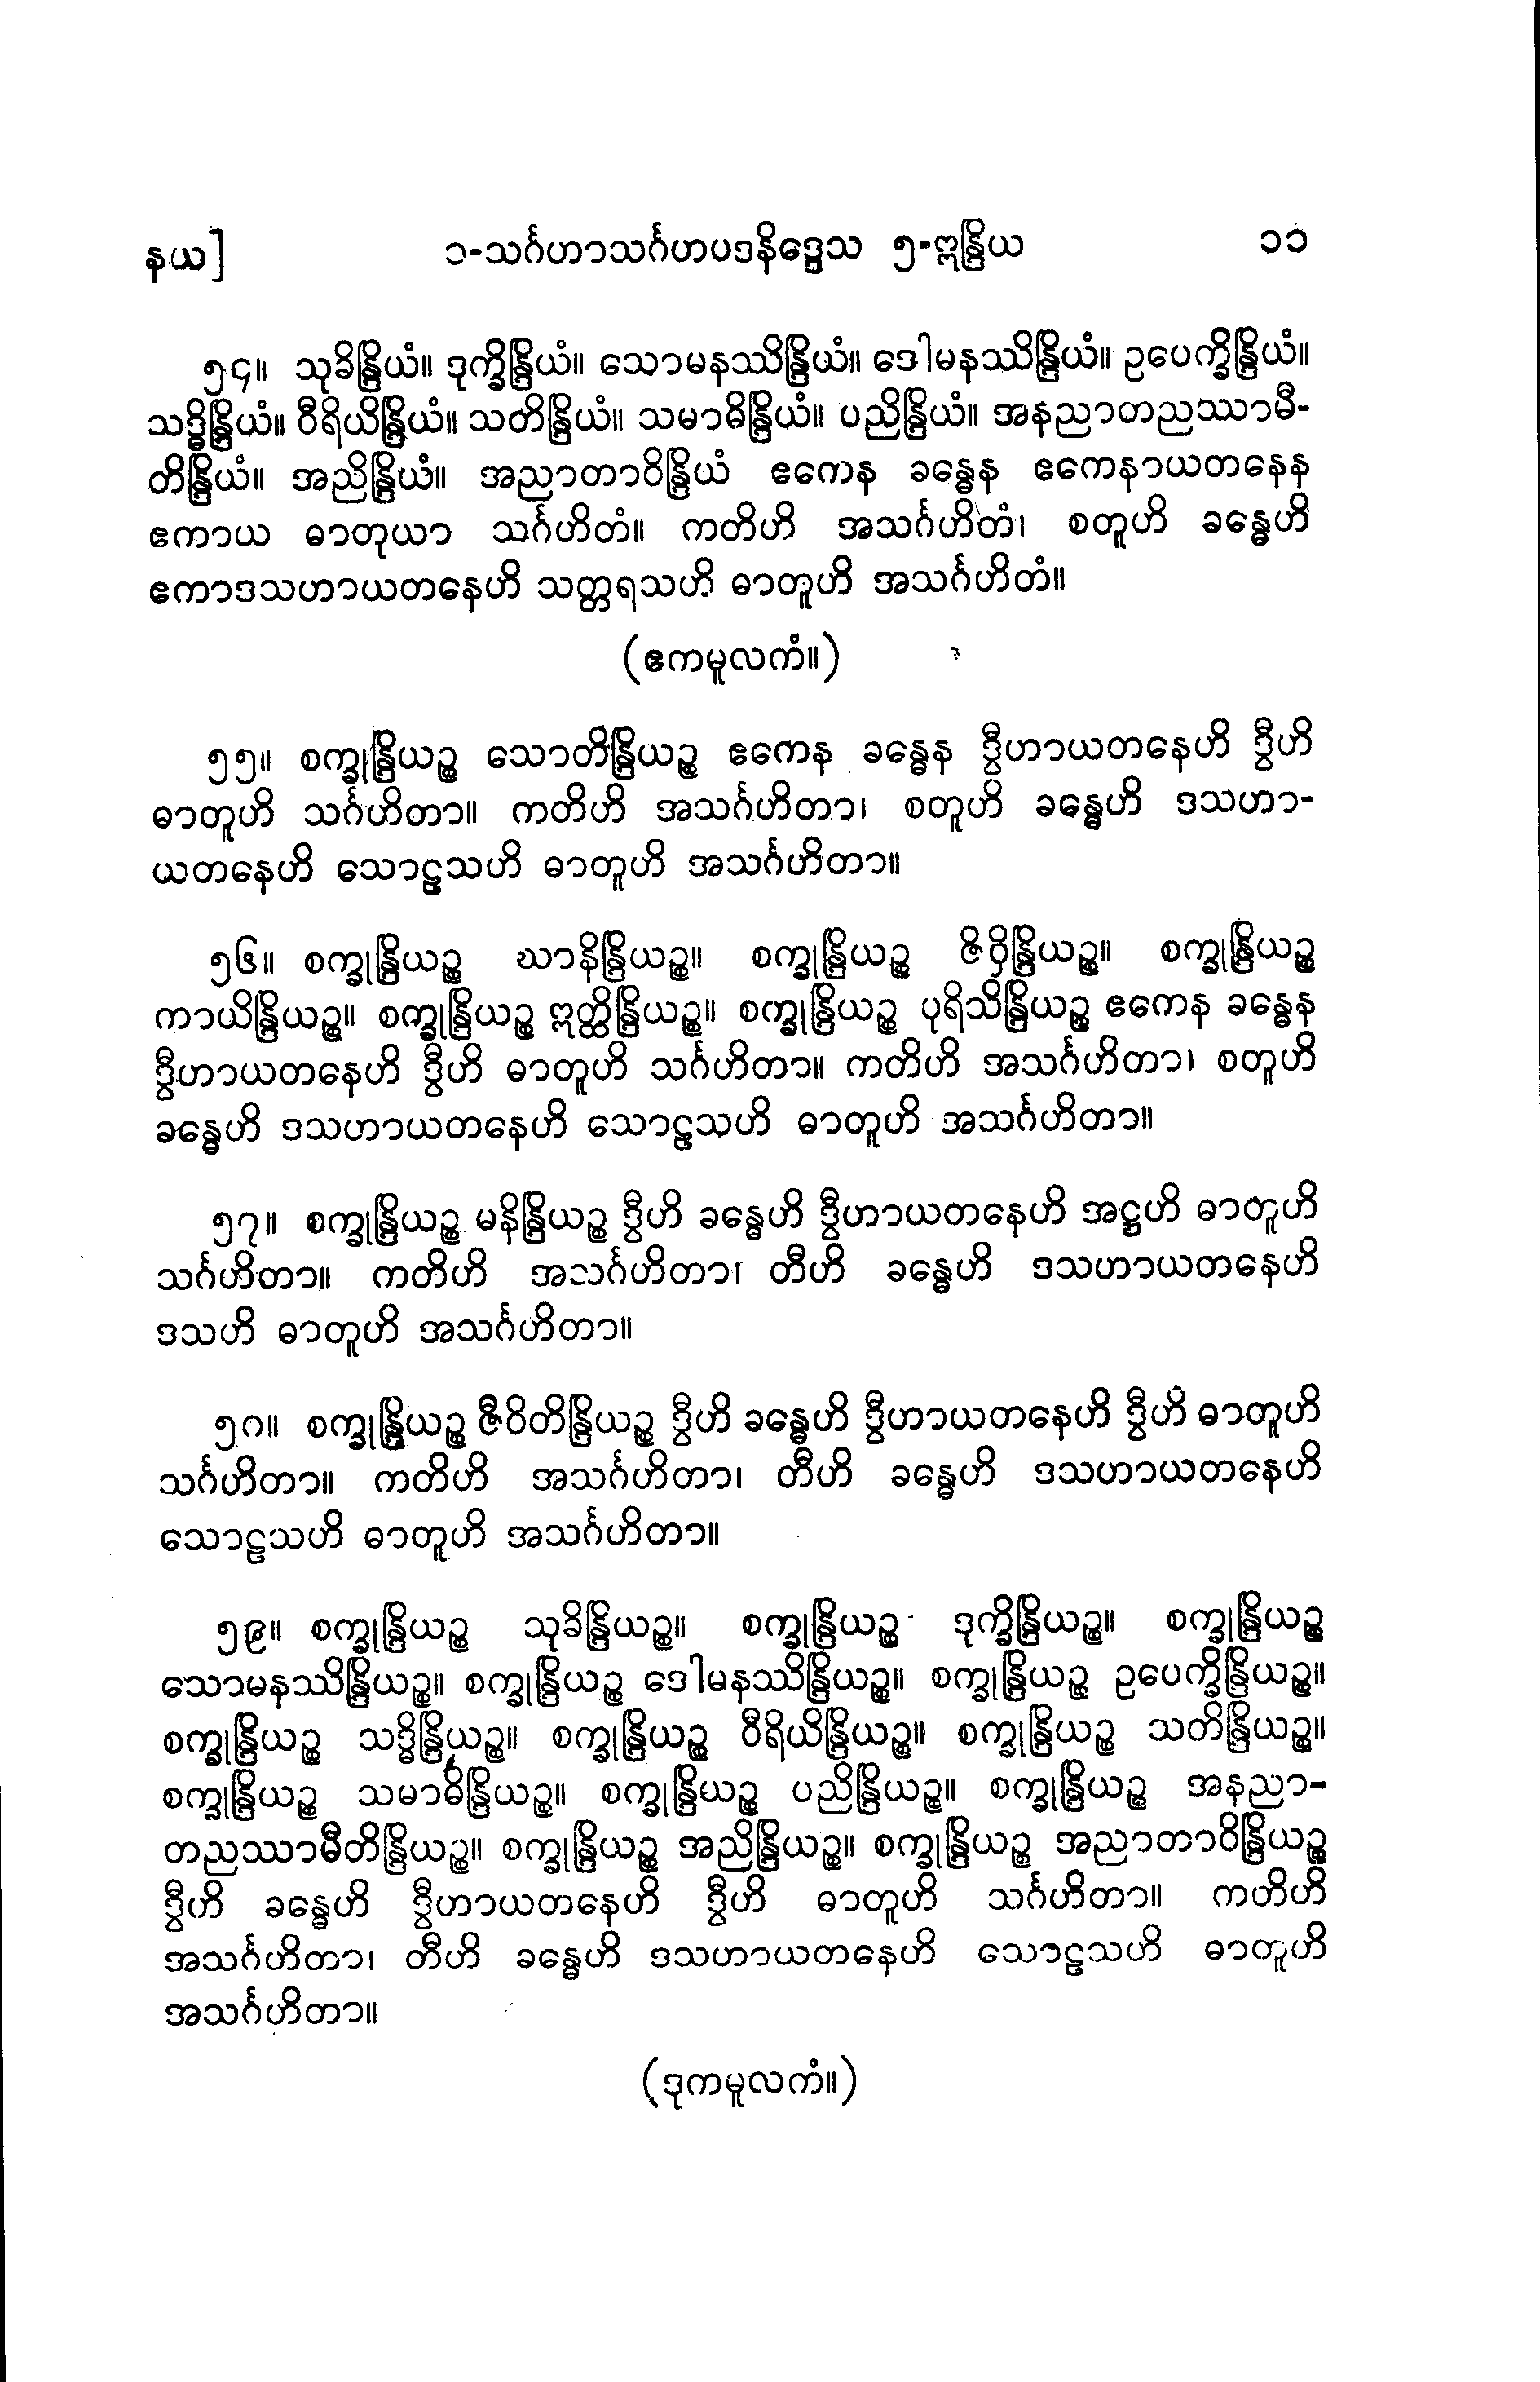 နယ]
၁-သင်္ဂဟာသင်္ဂဟပဒနိဒ္ဒေသ ၅-ဣန္ဒြိယ
၁၁
၅၄။ သုခိန္ဒြိယံ။ ဒုက္ခိန္ဒြိယံ။ သောမနဿိန္ဒြိယံ။ ဒေါမနဿိန္ဒြိယံ။ ဥပေက္ခိန္ဒြိယံ။
သဒ္ဓိန္ဒြိယံ။ ဝီရိယိန္ဒြိယံ။ သတိန္ဒြိယံ။ သမာဓိန္ဒြိယံ။ ပညိန္ဒြိယံ။ အနညာတညဿာမီ-
တိန္ဒြိယံ။ အညိန္ဒြိယံ။ အညာတာဝိန္ဒြိယံ ဧကေန ခန္ဓေန ဧကေနာယတနေန
ဧကာယ ဓာတုယာ သင်္ဂဟိတံ။ ကတိဟိ အသင်္ဂဟိတံ၊ စတူဟိ ခန္ဓေဟိ
ဧကာဒသဟာယတနေဟိ သတ္တရသဟိ ဓာတူဟိ အသင်္ဂဟိတံ။
(ဧကမူလကံ။)
၅၅။ စက္ခုန္ဒြိယဉ္စ သောတိန္ဒြိယဉ္စ ဧကေန ခန္ဓေန ဒွီဟာယတနေဟိ ဒွီဟိ
ဓာတူဟိ သင်္ဂဟိတာ။ ကတိဟိ အသင်္ဂဟိတာ၊ စတူဟိ ခန္ဓေဟိ ဒသဟာ-
ယတနေဟိ သောဠသဟိ ဓာတူဟိ အသင်္ဂဟိတာ။
၅၆။ စက္ခုန္ဒြိယဉ္စ ဃာနိန္ဒြိယဉ္စ။ စက္ခုန္ဒြိယဉ္စ ဇိဝှိန္ဒြိယဉ္စ။ စက္ခုန္ဒြိယဉ္စ
ကာယိန္ဒြိယဉ္စ။ စက္ခုန္ဒြိယဉ္စ ဣတ္ထိန္ဒြိယဉ္စ။ စက္ခုန္ဒြိယဉ္စ ပုရိသိန္ဒြိယဉ္စ ဧကေန ခန္ဓေန
ဒွီဟာယတနေဟိ ဒွီဟိ ဓာတူဟိ သင်္ဂဟိတာ။ ကတိဟိ အသင်္ဂဟိတာ၊ စတူဟိ
ခန္ဓေဟိ ဒသဟာယတနေဟိ သောဠသဟိ ဓာတူဟိ အသင်္ဂဟိတာ။
၅၇။ စက္ခုန္ဒြိယဉ္စ မနိန္ဒြိယဉ္စ ဒွီဟိ ခန္ဓေဟိ ဒွီဟာယတနေဟိ အဋ္ဌဟိ ဓာတူဟိ
သင်္ဂဟိတာ။ ကတိဟိ အသင်္ဂဟိတာ၊ တီဟိ ခန္ဓေဟိ ဒသဟာယတနေဟိ
ဒသဟိ ဓာတူဟိ အသင်္ဂဟိတာ။
၅၈။ စက္ခုန္ဒြိယဉ္စ ဇီဝိတိန္ဒြိယဉ္စ ဒွီဟိ ခန္ဓေဟိ ဒွီဟာယတနေဟိ ဒွီဟိ ဓာတူဟိ
သင်္ဂဟိတာ။ ကတိဟိ အသင်္ဂဟိတာ၊ တီဟိ ခန္ဓေဟိ ဒသဟာယတနေဟိ
သောဠသဟိ ဓာတူဟိ အသင်္ဂဟိတာ။
၅၉။ စက္ခုန္ဒြိယဉ္စ သုခိန္ဒြိယဉ္စ။ စက္ခုန္ဒြိယဉ္စ ဒုက္ခိန္ဒြိယဉ္စ။ စက္ခုန္ဒြိယဉ္စ
သောမနဿိန္ဒြိယဉ္စ။ စက္ခုန္ဒြိယဉ္စ ဒေါမနဿိန္ဒြိယဉ္စ။ စက္ခုန္ဒြိယဉ္စ ဥပေက္ခိန္ဒြိယဉ္စ။
စက္ခုန္ဒြိယဉ္စ သဒ္ဓိန္ဒြိယဉ္စ။ စက္ခုန္ဒြိယဉ္စ ဝီရိယိန္ဒြိယဉ္စ။ စက္ခုန္ဒြိယဉ္စ သတိန္ဒြိယဉ္စ။
စက္ခုန္ဒြိယဉ္စ သမာဓိန္ဒြိယဉ္စ။ စက္ခုန္ဒြိယဉ္စ ပညိန္ဒြိယဉ္စ။ စက္ခုန္ဒြိယဉ္စ အနညာ-
တညဿာမီတိန္ဒြိယဉ္စ။ စက္ခုန္ဒြိယဉ္စ အညိန္ဒြိယဉ္စ။ စက္ခုန္ဒြိယဉ္စ အညာတာဝိန္ဒြိယဉ္စ
ဒွီဟိ ခန္ဓေဟိ ဒွီဟာယတနေဟိ ဒွီဟိ ဓာတူဟိ သင်္ဂဟိတာ။ ကတိဟိ
အသင်္ဂဟိတာ၊ တီဟိ ခန္ဓေဟိ ဒသဟာယတနေဟိ သောဠသဟိ ဓာတူဟိ
အသင်္ဂဟိတာ။
(ဒုကမူလကံ။)